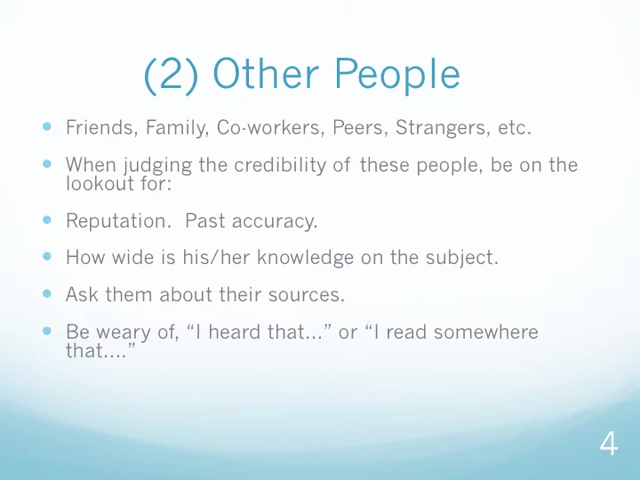 (2) Other People
• Friends, Family, Co-workers, Peers, Strangers, etc.
• When judging the credibility of these people, be on the
lookout for:
• Reputation.  Past accuracy.
• How wide is his/her knowledge on the subject.
• Ask them about their sources.
• Be weary of, “I heard that...” or “I read somewhere
that....”
4